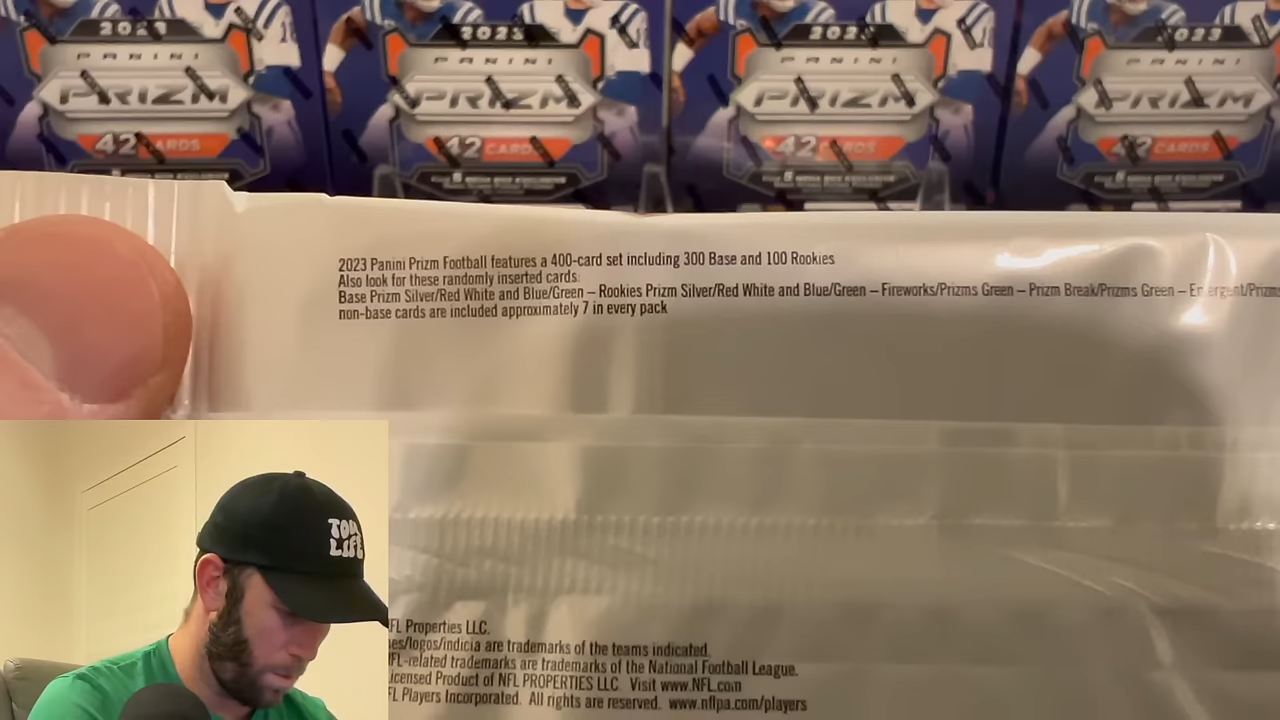 2023 2023 2023 2023
PANINI PANINI PANINI PANINI
PRIZM PRIZM PRIZM PRIZM
42 CARDS 42 CARDS 42 CARDS 42 CARDS
2023 Panini Prizm Football features a 400-card set including 300 Base and 100 Rookies
Also look for these randomly inserted cards:
Base Prizm Silver/Red White and Blue/Green – Rookies Prizm Silver/Red White and Blue/Green – Fireworks/Prizms Green – Prizm Break/Prizms Green – Emergent/Prizms
non-base cards are included approximately 7 in every pack
TOM LIFE
FL Properties LLC.
es/logos/indicia are trademarks of the teams indicated.
FL-related trademarks are trademarks of the National Football League.
icensed Product of NFL PROPERTIES LLC. Visit www.NFL.com
FL Players Incorporated. All rights are reserved. www.nflpa.com/players